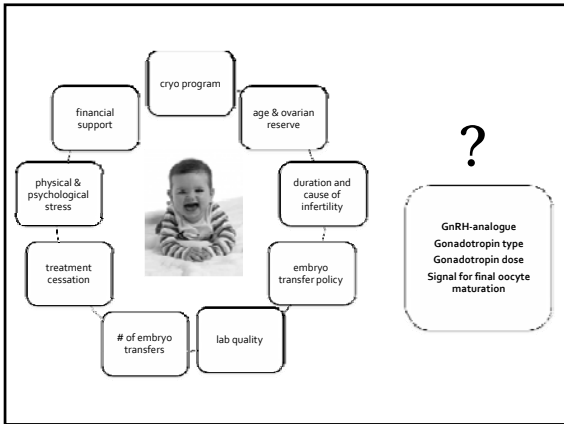 cryo program
age & ovarian
reserve
duration and
cause of
infertility
embryo
transfer policy
lab quality
# of embryo
transfers
treatment
cessation
physical &
psychological
stress
financial
support
?
GnRH-analogue
Gonadotropin type
Gonadotropin dose
Signal for final oocyte
maturation